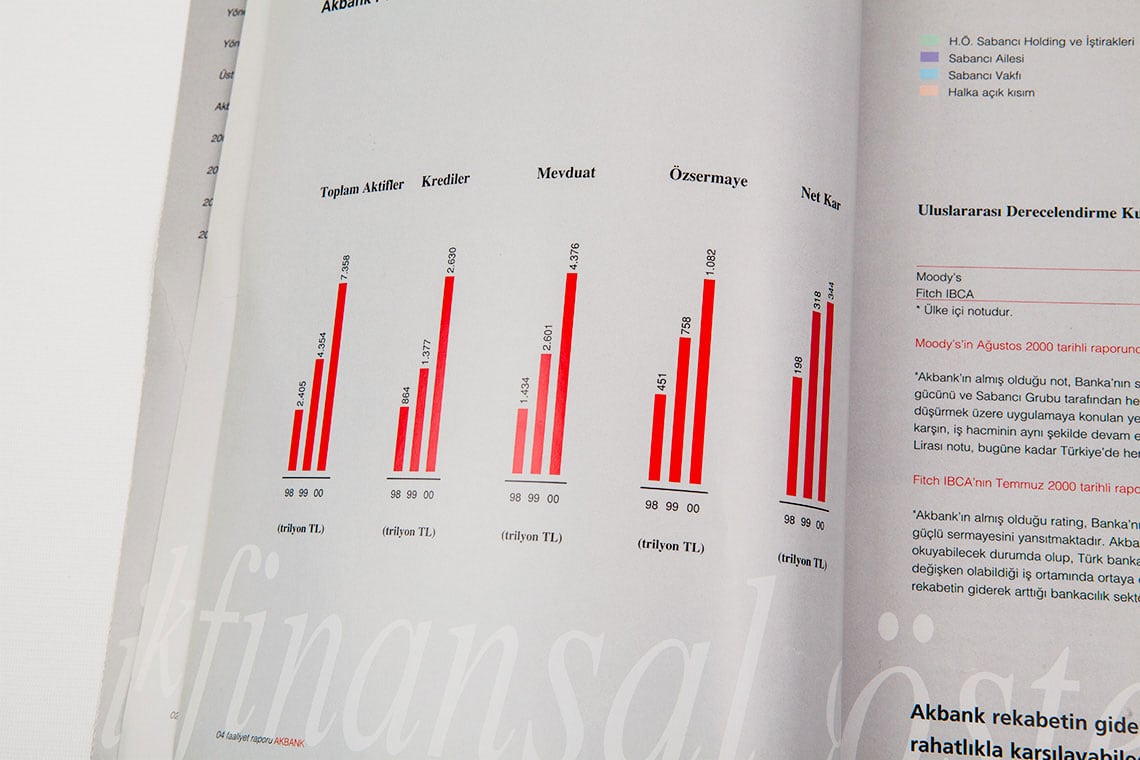 Yön
Yön
Üst
Akb
200
20
20
20
02
Akbank
Toplam Aktifler
2.405
4.354
7.358
98 99 00
(trilyon TL)
Krediler
864
1.377
2.630
98 99 00
(trilyon TL)
Mevduat
1.434
2.601
4.376
98 99 00
(trilyon TL)
Özsermaye
451
758
1.082
98 99 00
(trilyon TL)
Net Kar
198
318
344
98 99 00
(trilyon TL)
finansal
04 faaliyet raporu AKBANK
H.Ö. Sabancı Holding ve İştirakleri
Sabancı Ailesi
Sabancı Vakfı
Halka açık kısım
Uluslararası Derecelendirme Ku
Moody's
Fitch IBCA
* Ülke içi notudur.
Moody's'in Ağustos 2000 tarihli raporund
"Akbank'ın almış olduğu not, Banka'nın s
gücünü ve Sabancı Grubu tarafından he
düşürmek üzere uygulamaya konulan ye
karşın, iş hacminin aynı şekilde devam e
Lirası notu, bugüne kadar Türkiye'de her
Fitch IBCA'nın Temmuz 2000 tarihli rapo
"Akbank'ın almış olduğu rating, Banka'nı
güçlü sermayesini yansıtmaktadır. Akba
okuyabilecek durumda olup, Türk banka
değişken olabildiği iş ortamında ortaya
rekabetin giderek arttığı bankacılık sekt
öste
Akbank rekabetin gide
rahatlıkla karşılayabile